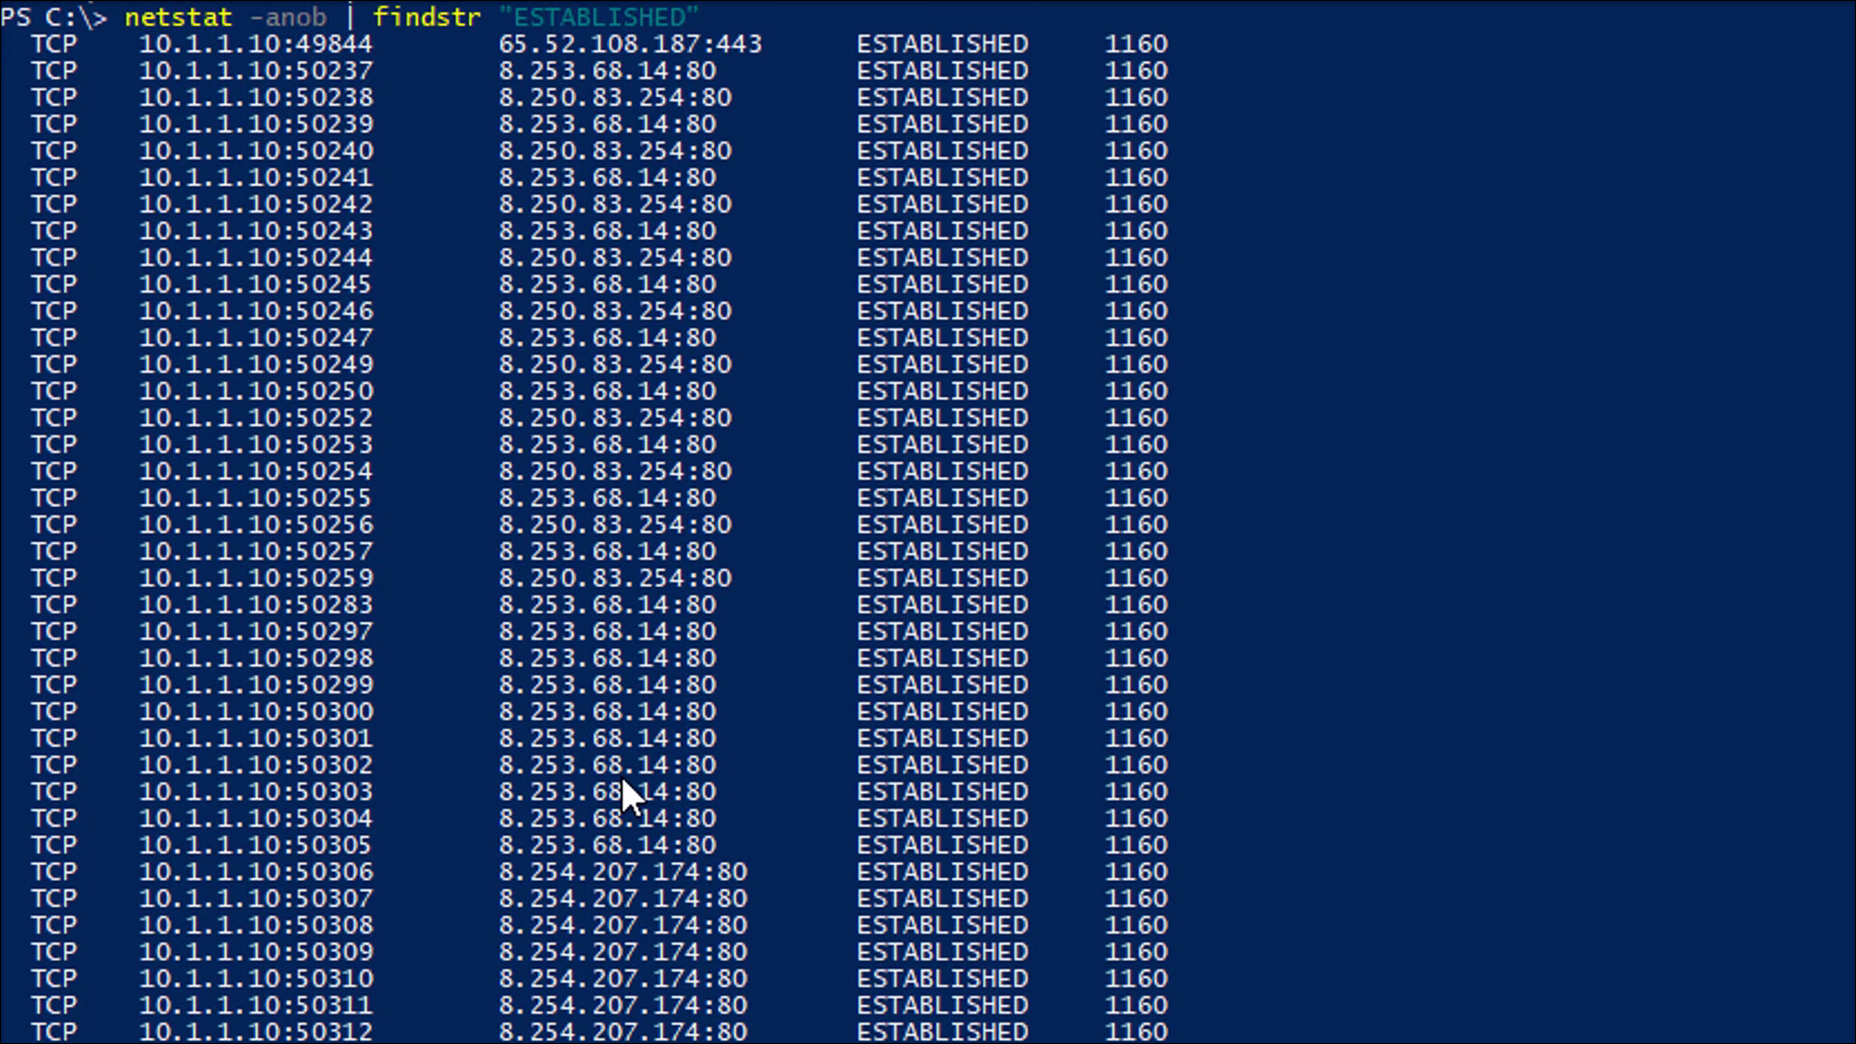 PS C:\> netstat -anob | findstr "ESTABLISHED"
TCP 10.1.1.10:49844 65.52.108.187:443 ESTABLISHED 1160
TCP 10.1.1.10:50237 8.253.68.14:80 ESTABLISHED 1160
TCP 10.1.1.10:50238 8.250.83.254:80 ESTABLISHED 1160
TCP 10.1.1.10:50239 8.253.68.14:80 ESTABLISHED 1160
TCP 10.1.1.10:50240 8.250.83.254:80 ESTABLISHED 1160
TCP 10.1.1.10:50241 8.253.68.14:80 ESTABLISHED 1160
TCP 10.1.1.10:50242 8.250.83.254:80 ESTABLISHED 1160
TCP 10.1.1.10:50243 8.253.68.14:80 ESTABLISHED 1160
TCP 10.1.1.10:50244 8.250.83.254:80 ESTABLISHED 1160
TCP 10.1.1.10:50245 8.253.68.14:80 ESTABLISHED 1160
TCP 10.1.1.10:50246 8.250.83.254:80 ESTABLISHED 1160
TCP 10.1.1.10:50247 8.253.68.14:80 ESTABLISHED 1160
TCP 10.1.1.10:50249 8.250.83.254:80 ESTABLISHED 1160
TCP 10.1.1.10:50250 8.253.68.14:80 ESTABLISHED 1160
TCP 10.1.1.10:50252 8.250.83.254:80 ESTABLISHED 1160
TCP 10.1.1.10:50253 8.253.68.14:80 ESTABLISHED 1160
TCP 10.1.1.10:50254 8.250.83.254:80 ESTABLISHED 1160
TCP 10.1.1.10:50255 8.253.68.14:80 ESTABLISHED 1160
TCP 10.1.1.10:50256 8.250.83.254:80 ESTABLISHED 1160
TCP 10.1.1.10:50257 8.253.68.14:80 ESTABLISHED 1160
TCP 10.1.1.10:50259 8.250.83.254:80 ESTABLISHED 1160
TCP 10.1.1.10:50283 8.253.68.14:80 ESTABLISHED 1160
TCP 10.1.1.10:50297 8.253.68.14:80 ESTABLISHED 1160
TCP 10.1.1.10:50298 8.253.68.14:80 ESTABLISHED 1160
TCP 10.1.1.10:50299 8.253.68.14:80 ESTABLISHED 1160
TCP 10.1.1.10:50300 8.253.68.14:80 ESTABLISHED 1160
TCP 10.1.1.10:50301 8.253.68.14:80 ESTABLISHED 1160
TCP 10.1.1.10:50302 8.253.68.14:80 ESTABLISHED 1160
TCP 10.1.1.10:50303 8.253.68.14:80 ESTABLISHED 1160
TCP 10.1.1.10:50304 8.253.68.14:80 ESTABLISHED 1160
TCP 10.1.1.10:50305 8.253.68.14:80 ESTABLISHED 1160
TCP 10.1.1.10:50306 8.254.207.174:80 ESTABLISHED 1160
TCP 10.1.1.10:50307 8.254.207.174:80 ESTABLISHED 1160
TCP 10.1.1.10:50308 8.254.207.174:80 ESTABLISHED 1160
TCP 10.1.1.10:50309 8.254.207.174:80 ESTABLISHED 1160
TCP 10.1.1.10:50310 8.254.207.174:80 ESTABLISHED 1160
TCP 10.1.1.10:50311 8.254.207.174:80 ESTABLISHED 1160
TCP 10.1.1.10:50312 8.254.207.174:80 ESTABLISHED 1160